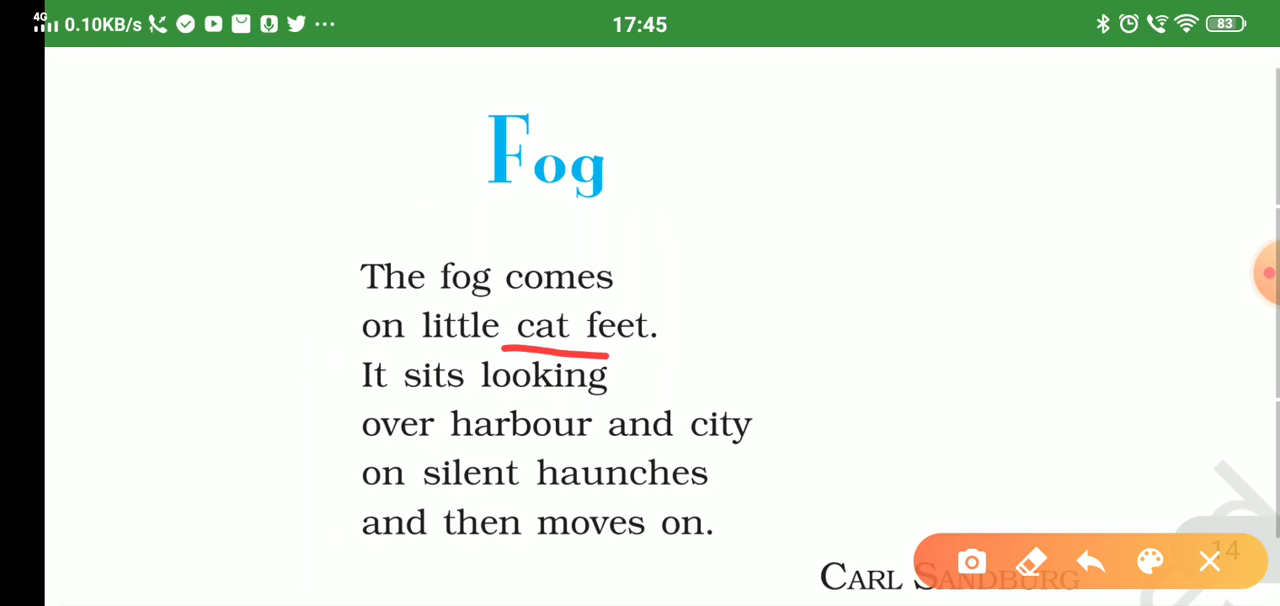 4G 0.10KB/s 17:45 83
Fog
The fog comes
on little cat feet.
It sits looking
over harbour and city
on silent haunches
and then moves on.
14
CARL SANDBURG